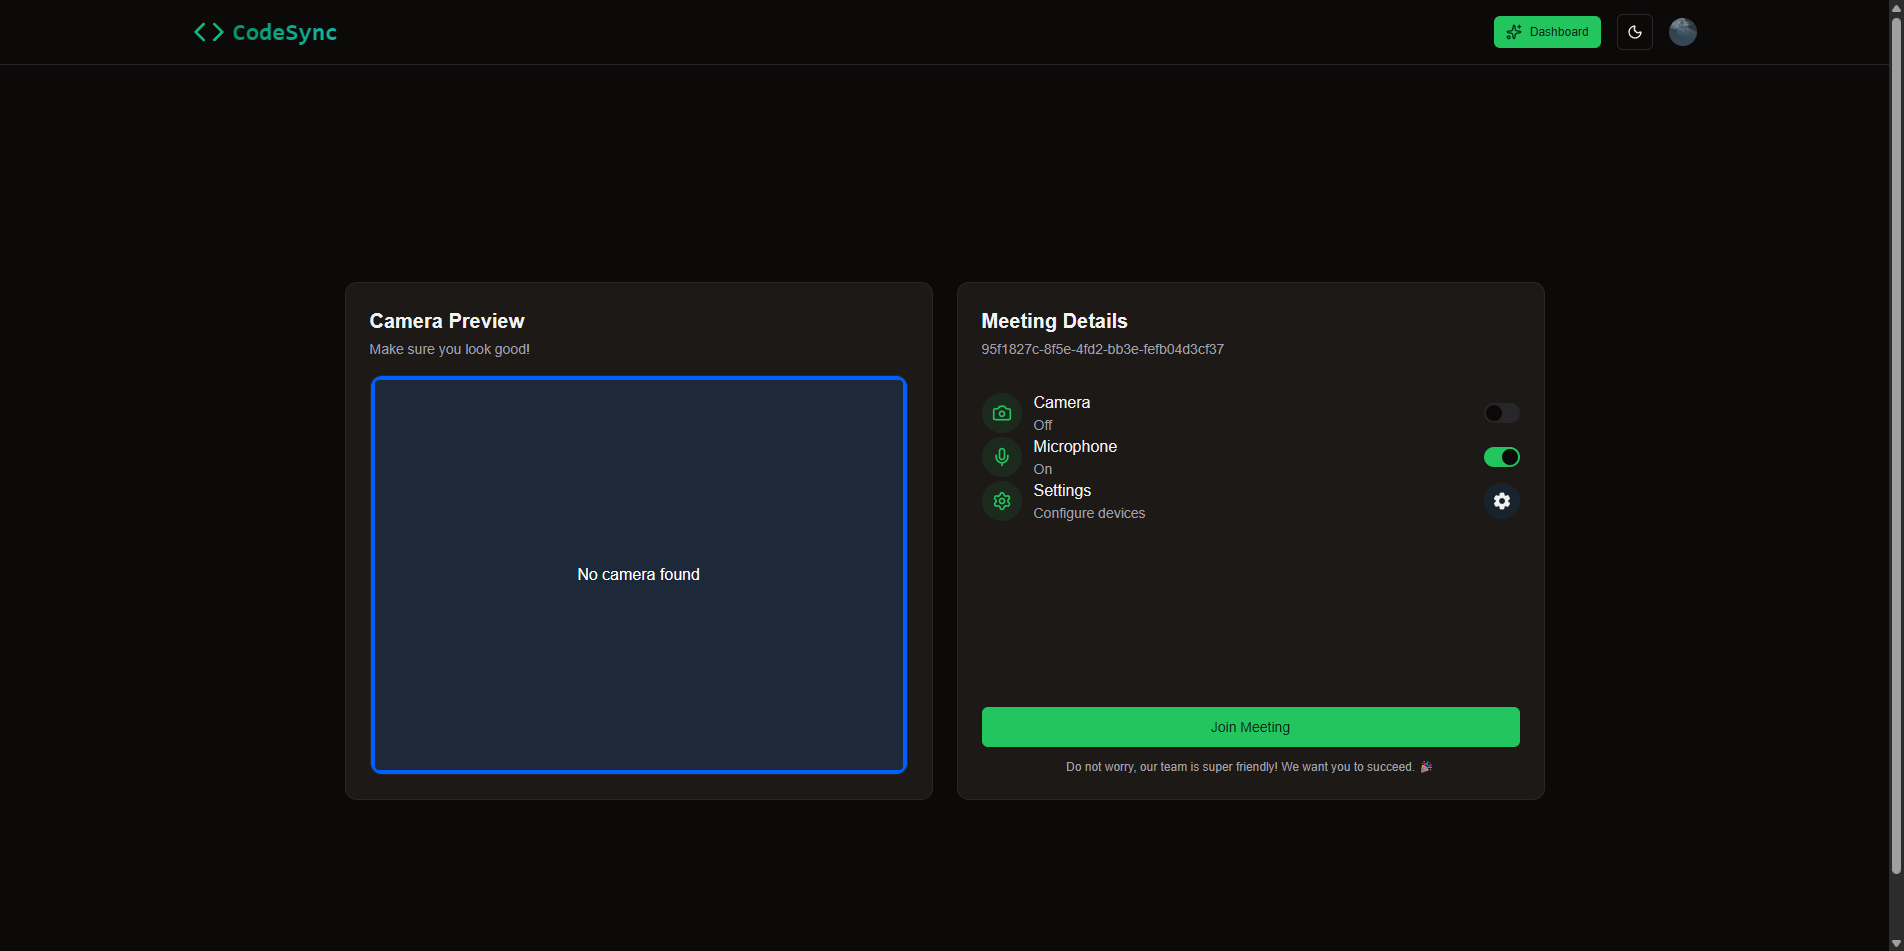 CodeSync
Dashboard
Camera Preview
Make sure you look good!
No camera found
Meeting Details
95f1827c-8f5e-4fd2-bb3e-fefb04d3cf37
Camera
Off
Microphone
On
Settings
Configure devices
Join Meeting
Do not worry, our team is super friendly! We want you to succeed. 🎉